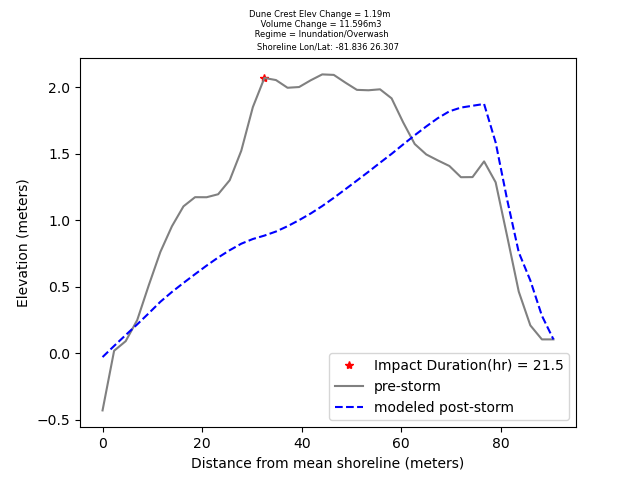 Dune Crest Elev Change = 1.19m
Volume Change = 11.596m3
Regime = Inundation/Overwash
Shoreline Lon/Lat: -81.836 26.307
Elevation (meters)
2.0
1.5
1.0
0.5
0.0
−0.5
Impact Duration(hr) = 21.5
pre-storm
modeled post-storm
0 20 40 60 80
Distance from mean shoreline (meters)